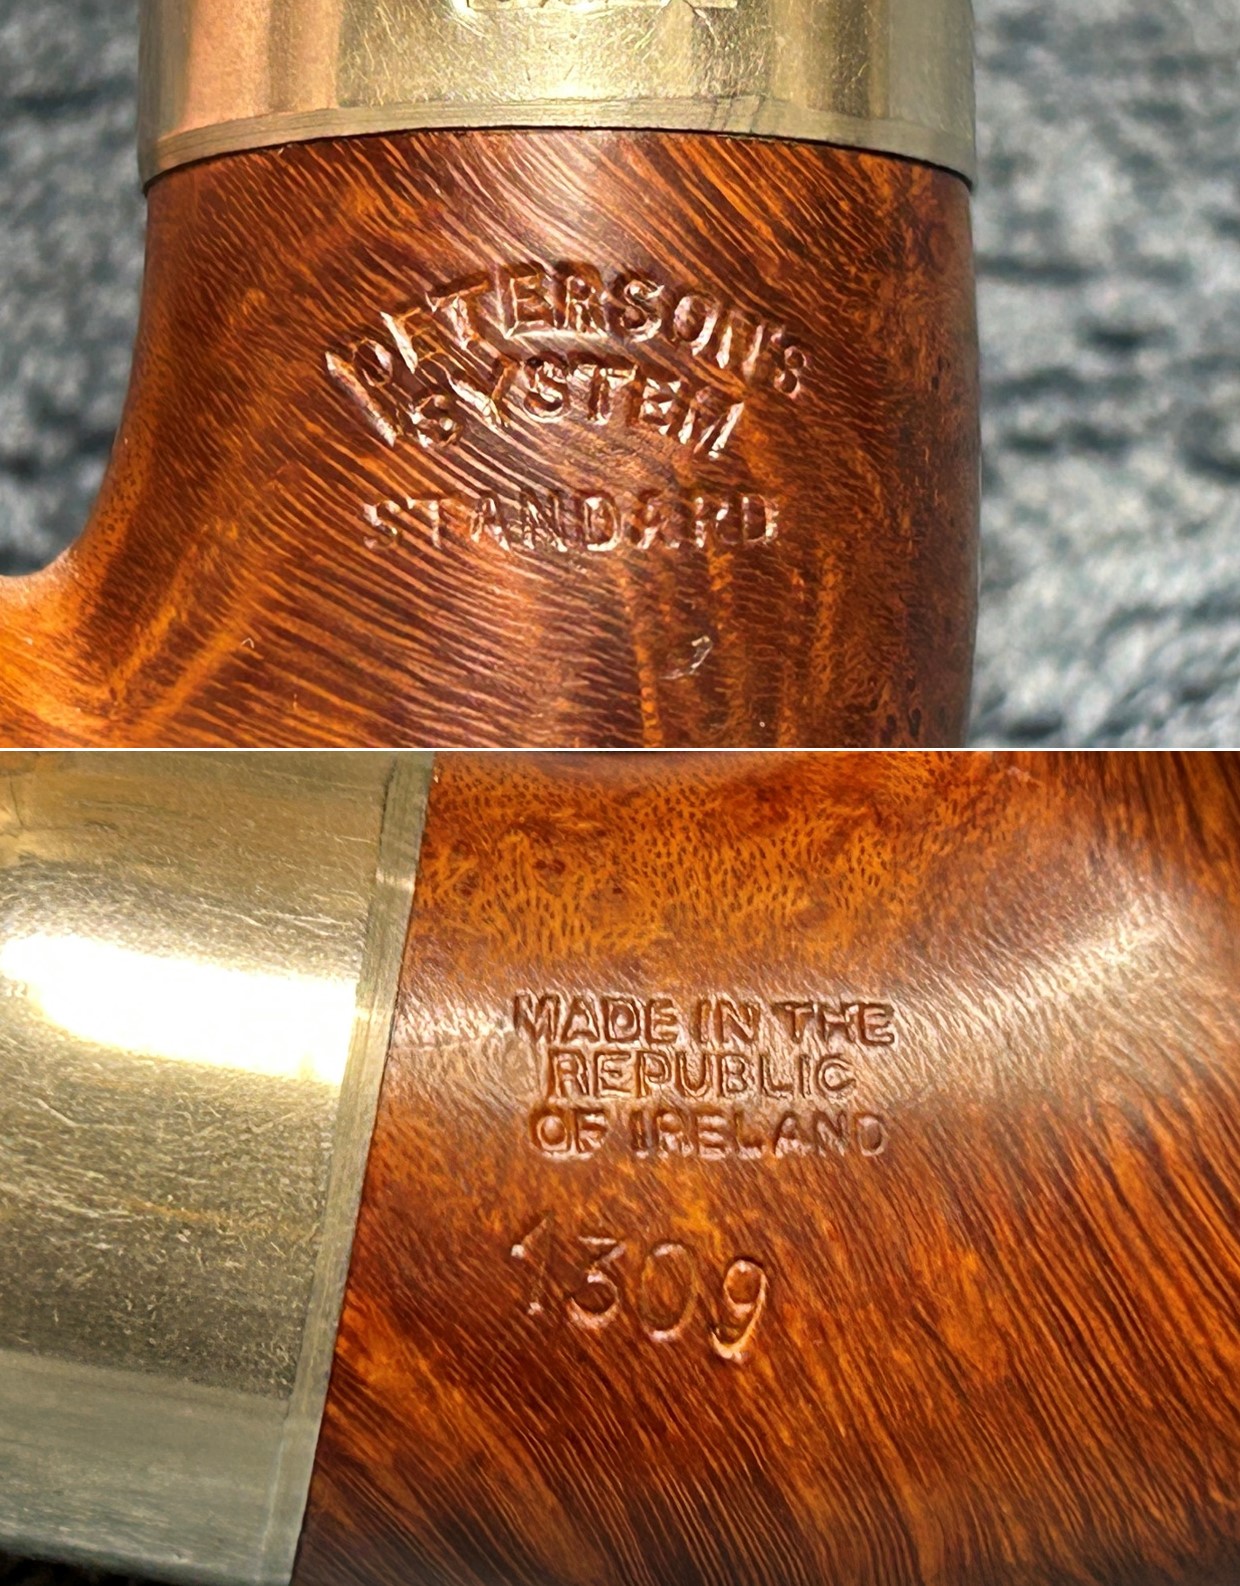 PETERSON'S
SYSTEM
STANDARD
MADE IN THE
REPUBLIC
OF IRELAND
1309